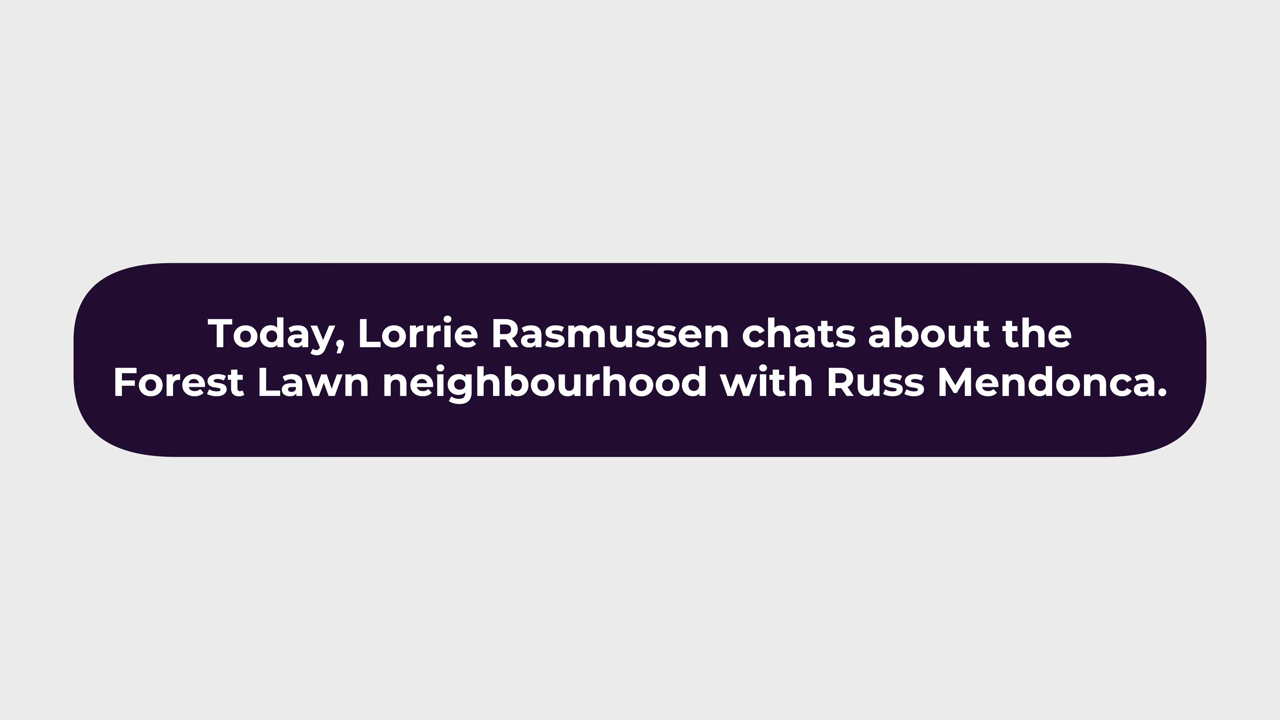 Today, Lorrie Rasmussen chats about the
Forest Lawn neighbourhood with Russ Mendonca.